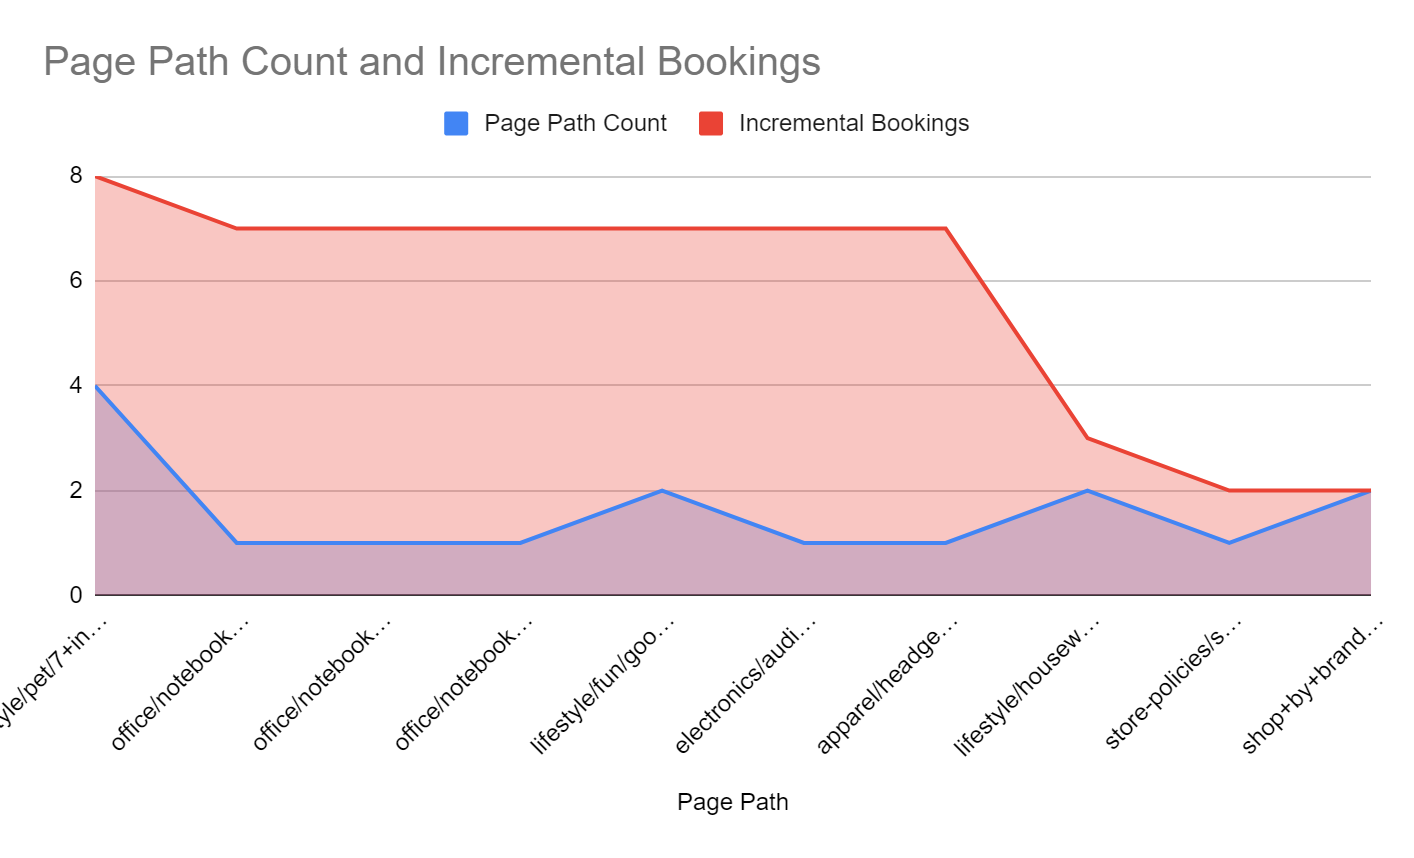 Page Path Count and Incremental Bookings
Page Path Count
Incremental Bookings
8
6
4
2
0
tyle/pet/7+in…
office/notebook…
office/notebook…
office/notebook…
lifestyle/fun/goo…
electronics/audi…
apparel/headge…
lifestyle/housew…
store-policies/s…
shop+by+brand…
Page Path